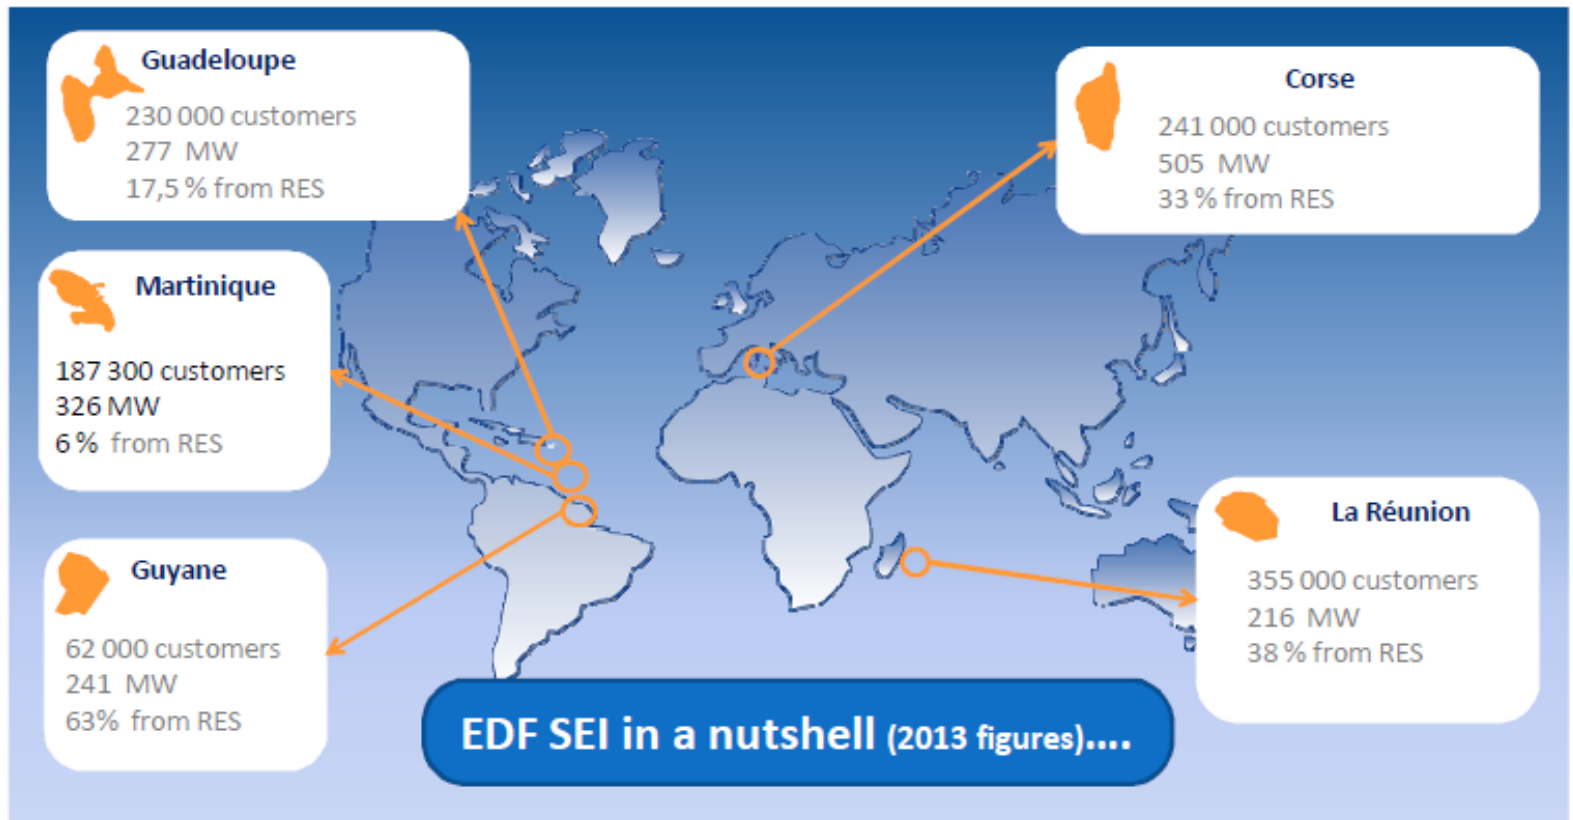 Guadeloupe
230 000 customers
277 MW
17,5 % from RES
Corse
241 000 customers
505 MW
33 % from RES
Martinique
187 300 customers
326 MW
6 % from RES
Guyane
62 000 customers
241 MW
63% from RES
La Réunion
355 000 customers
216 MW
38 % from RES
EDF SEI in a nutshell (2013 figures)....